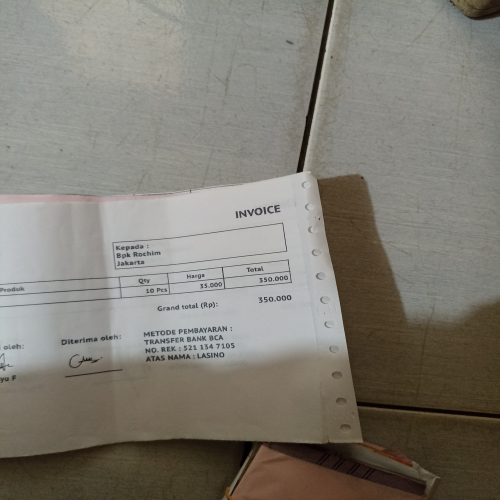 INVOICE
Kepada :
Bpk Rochim
Jakarta
Produk Qty Harga Total
10 Pcs 35.000 350.000
Grand total (Rp): 350.000
oleh: Diterima oleh:
yu F
METODE PEMBAYARAN :
TRANSFER BANK BCA
NO. REK : 521 134 7105
ATAS NAMA : LASINO